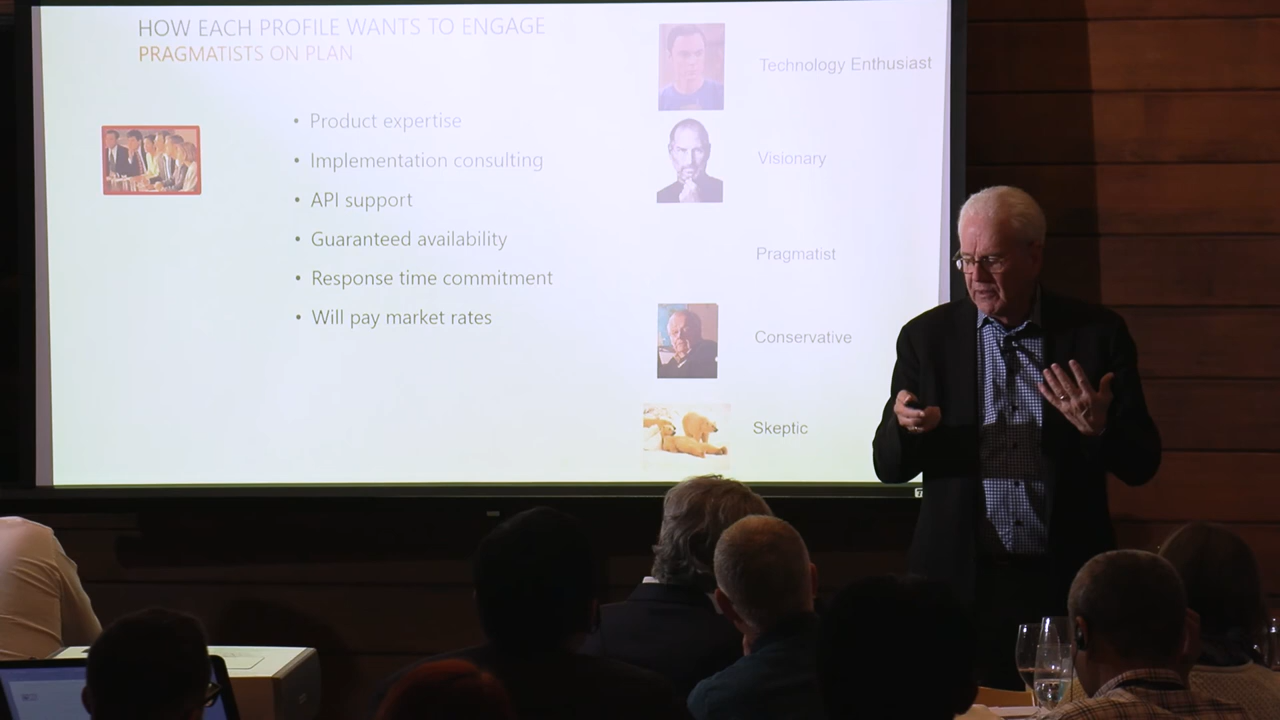 HOW EACH PROFILE WANTS TO ENGAGE
PRAGMATISTS ON PLAN
• Product expertise
• Implementation consulting
• API support
• Guaranteed availability
• Response time commitment
• Will pay market rates
Technology Enthusiast
Visionary
Pragmatist
Conservative
Skeptic